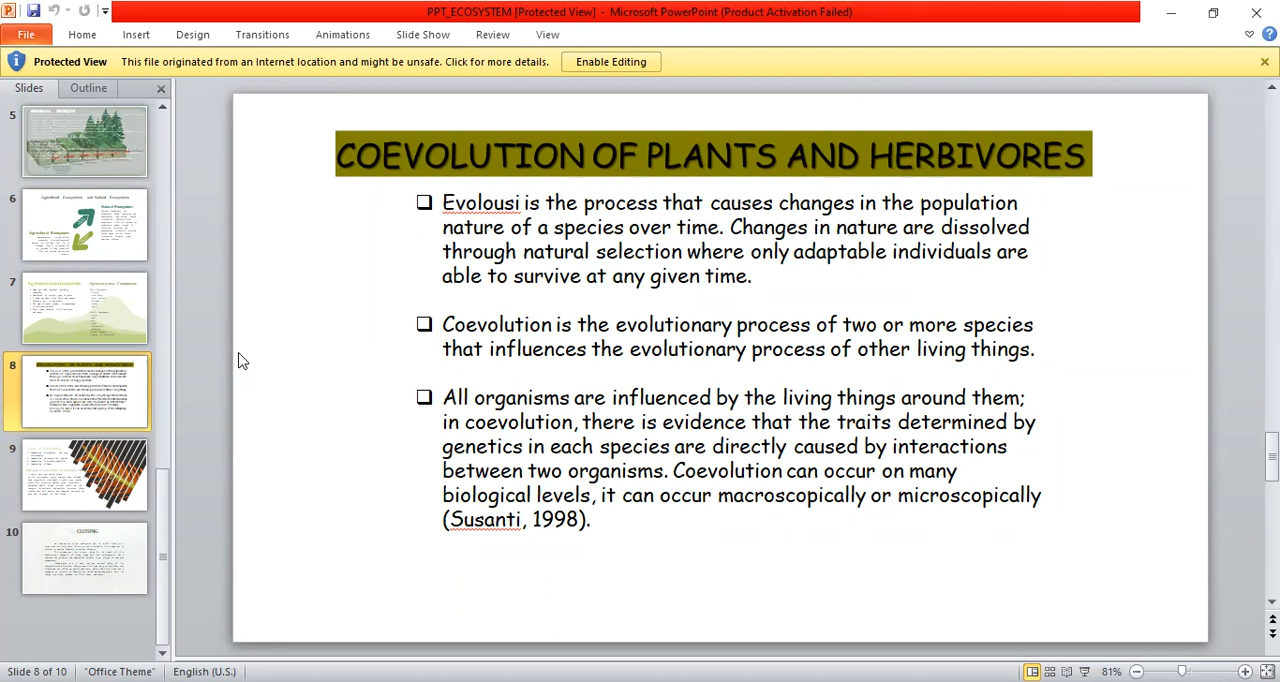 PPT_ECOSYSTEM [Protected View] - Microsoft PowerPoint (Product Activation Failed)
File Home Insert Design Transitions Animations Slide Show Review View
Protected View This file originated from an Internet location and might be unsafe. Click for more details. Enable Editing
Slides Outline
5
6
7
8
9
10
CLOSING
COEVOLUTION OF PLANTS AND HERBIVORES
Evolousi is the process that causes changes in the population
nature of a species over time. Changes in nature are dissolved
through natural selection where only adaptable individuals are
able to survive at any given time.
Coevolution is the evolutionary process of two or more species
that influences the evolutionary process of other living things.
All organisms are influenced by the living things around them;
in coevolution, there is evidence that the traits determined by
genetics in each species are directly caused by interactions
between two organisms. Coevolution can occur on many
biological levels, it can occur macroscopically or microscopically
(Susanti, 1998).
Slide 8 of 10 "Office Theme" English (U.S.) 81%